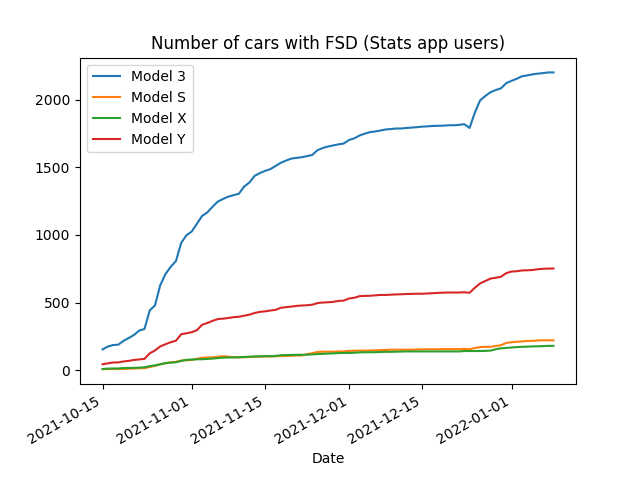 Number of cars with FSD (Stats app users)
Model 3
Model S
Model X
Model Y
2000
1500
1000
500
0
2021-10-15
2021-11-01
2021-11-15
2021-12-01
2021-12-15
2022-01-01
Date